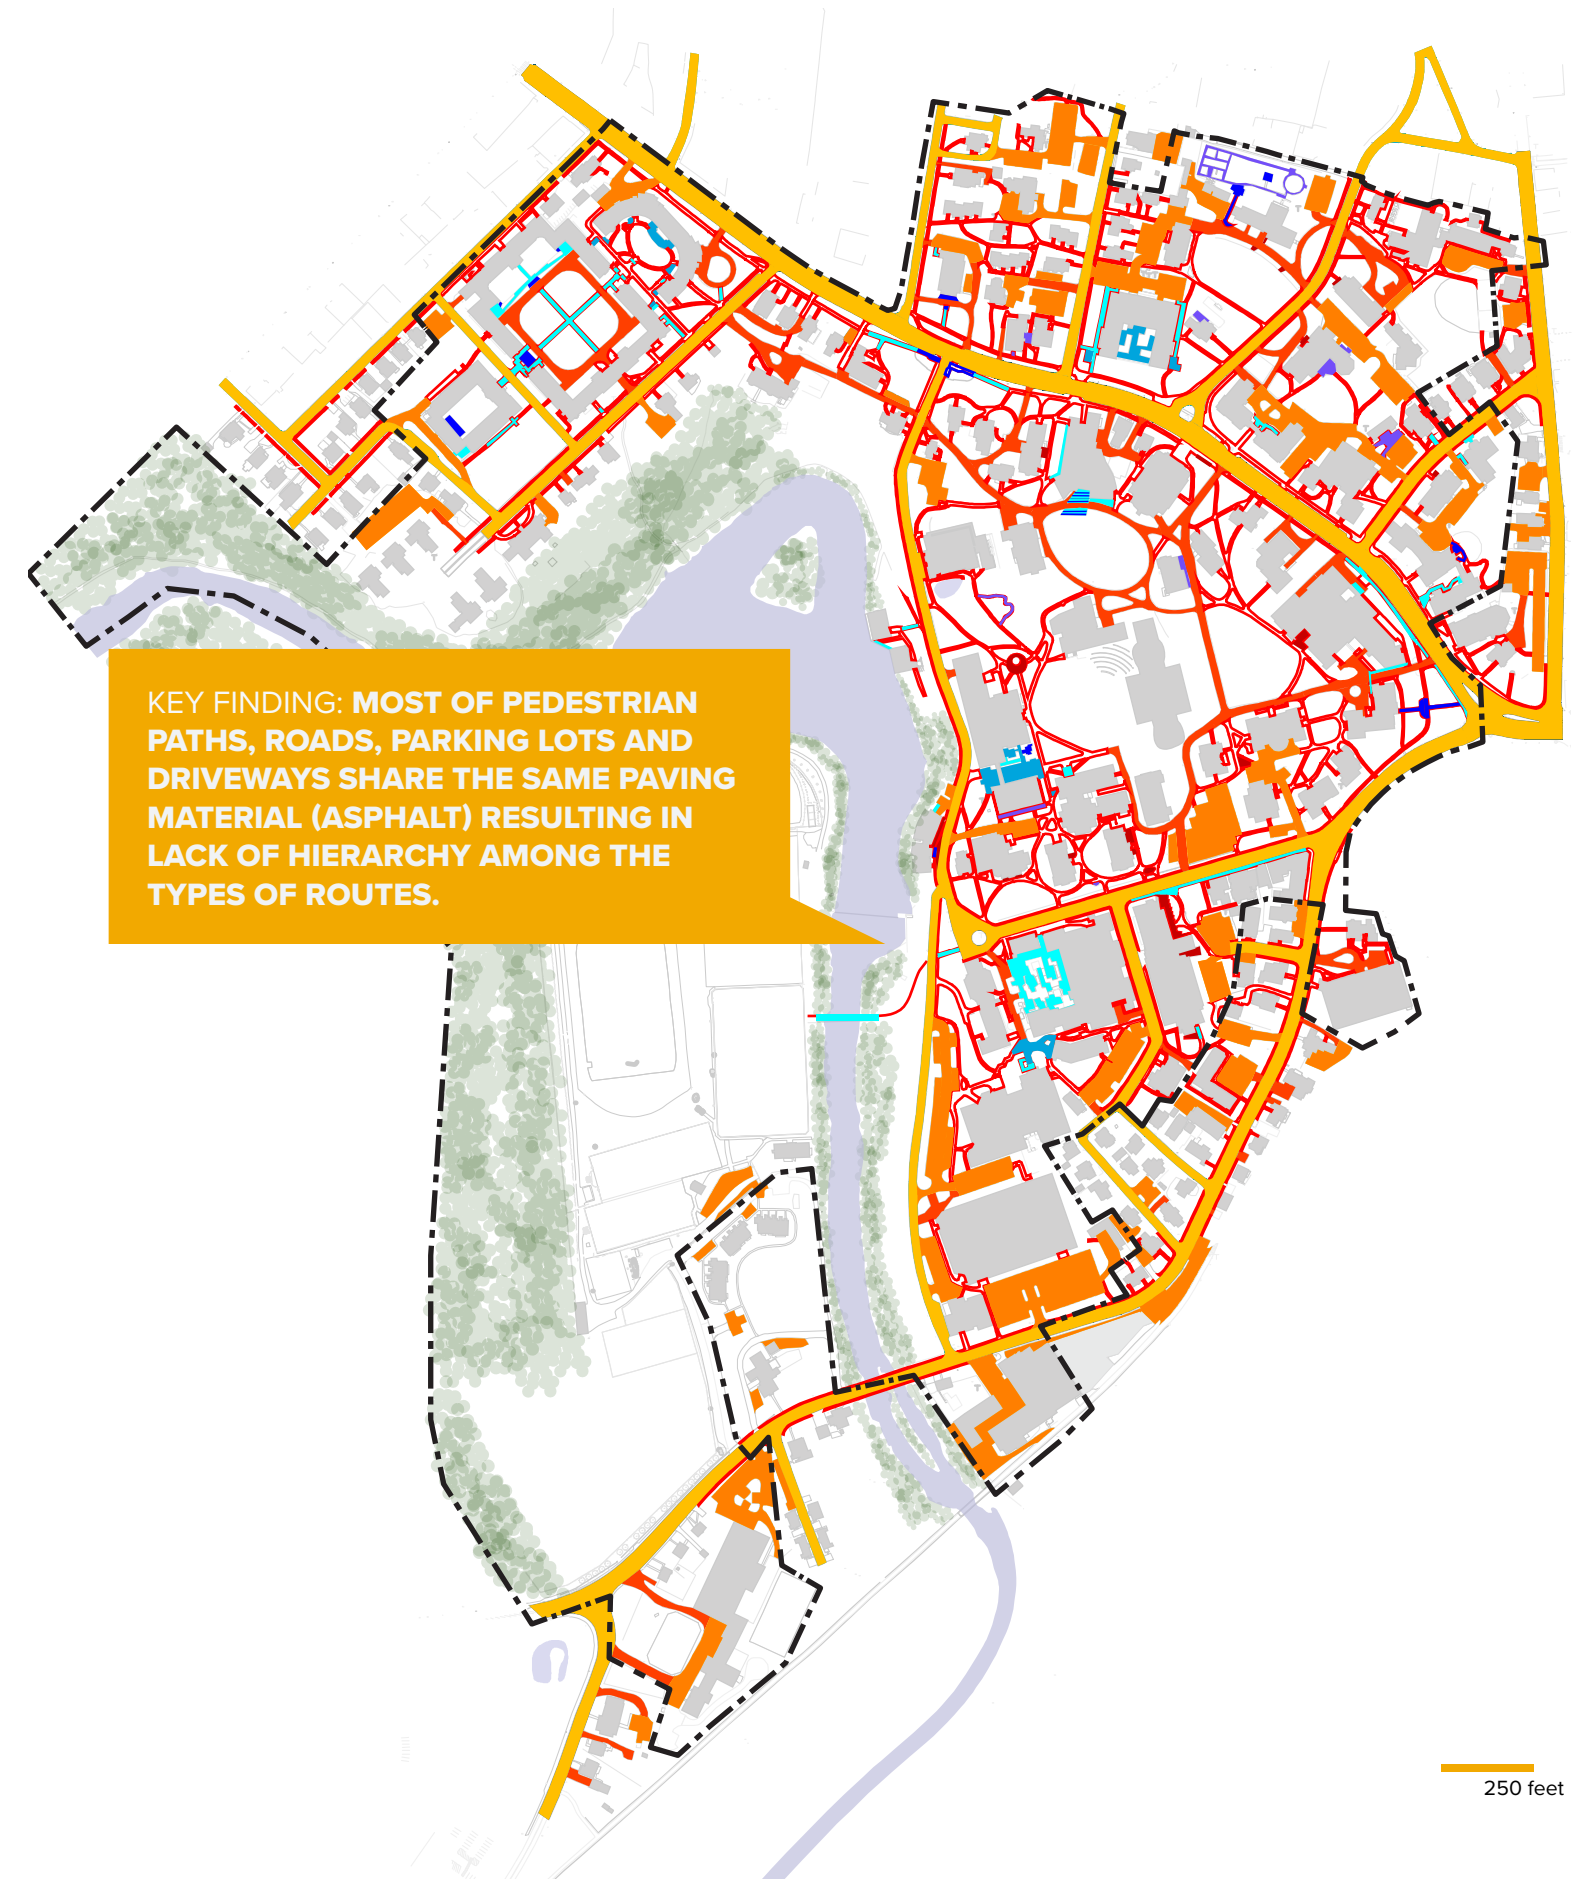 KEY FINDING: MOST OF PEDESTRIAN
PATHS, ROADS, PARKING LOTS AND
DRIVEWAYS SHARE THE SAME PAVING
MATERIAL (ASPHALT) RESULTING IN
LACK OF HIERARCHY AMONG THE
TYPES OF ROUTES.
250 feet